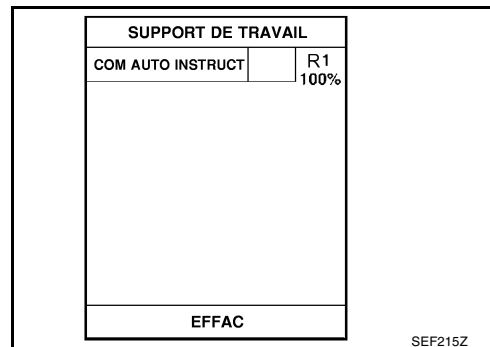 SUPPORT DE TRAVAIL
COM AUTO INSTRUCT R1
100%
EFFAC
SEF215Z